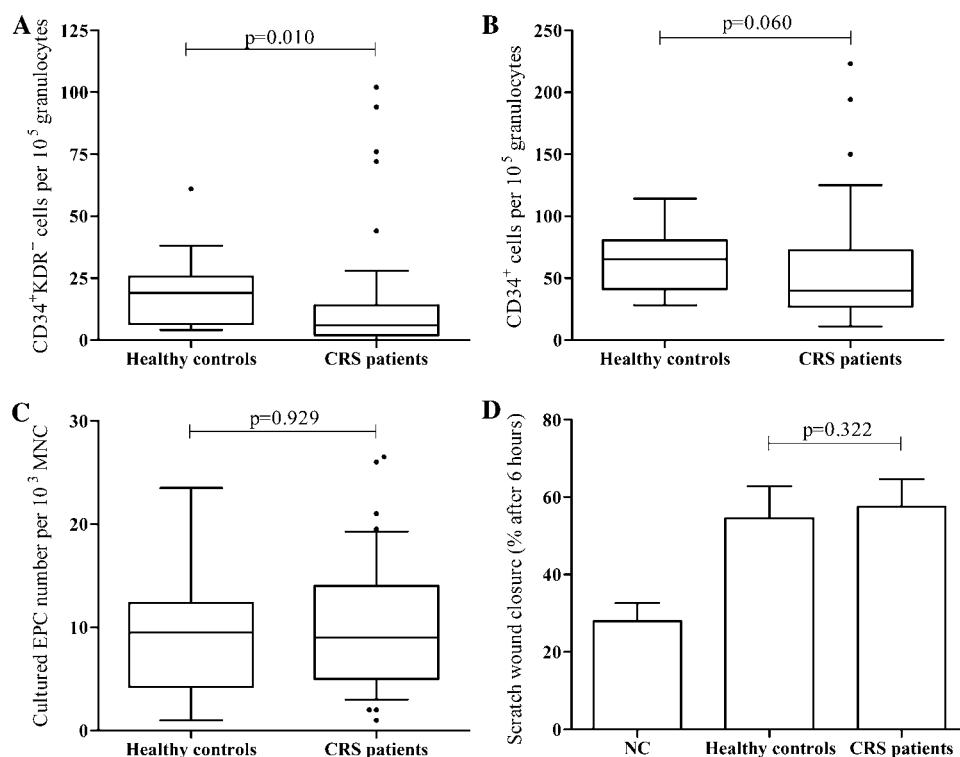 A
CD34⁺KDR⁻ cells per 10⁵ granulocytes
125
100
75
50
25
0
p=0.010
Healthy controls
CRS patients
B
CD34⁺ cells per 10⁵ granulocytes
250
200
150
100
50
0
p=0.060
Healthy controls
CRS patients
C
Cultured EPC number per 10³ MNC
30
20
10
0
p=0.929
Healthy controls
CRS patients
D
Scratch wound closure (% after 6 hours)
80
60
40
20
0
p=0.322
NC
Healthy controls
CRS patients